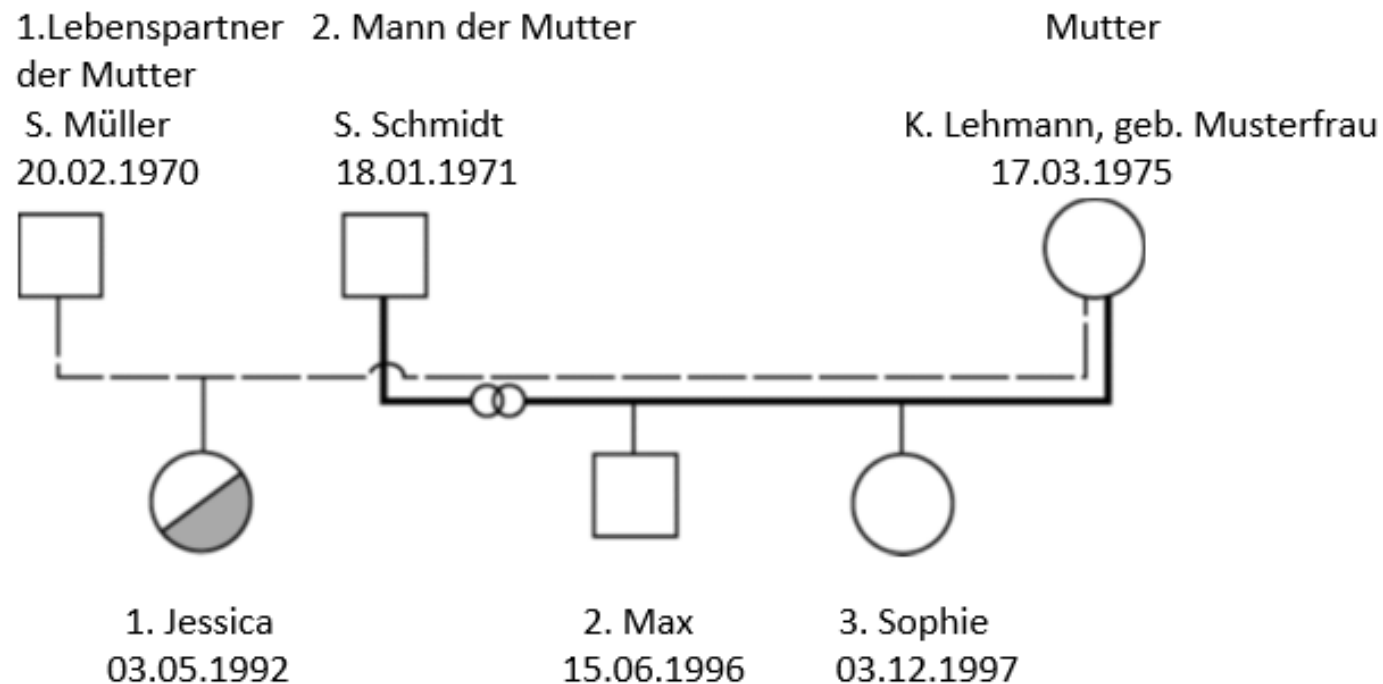 1.Lebenspartner 2. Mann der Mutter Mutter
der Mutter
S. Müller S. Schmidt K. Lehmann, geb. Musterfrau
20.02.1970 18.01.1971 17.03.1975
1. Jessica 2. Max 3. Sophie
03.05.1992 15.06.1996 03.12.1997